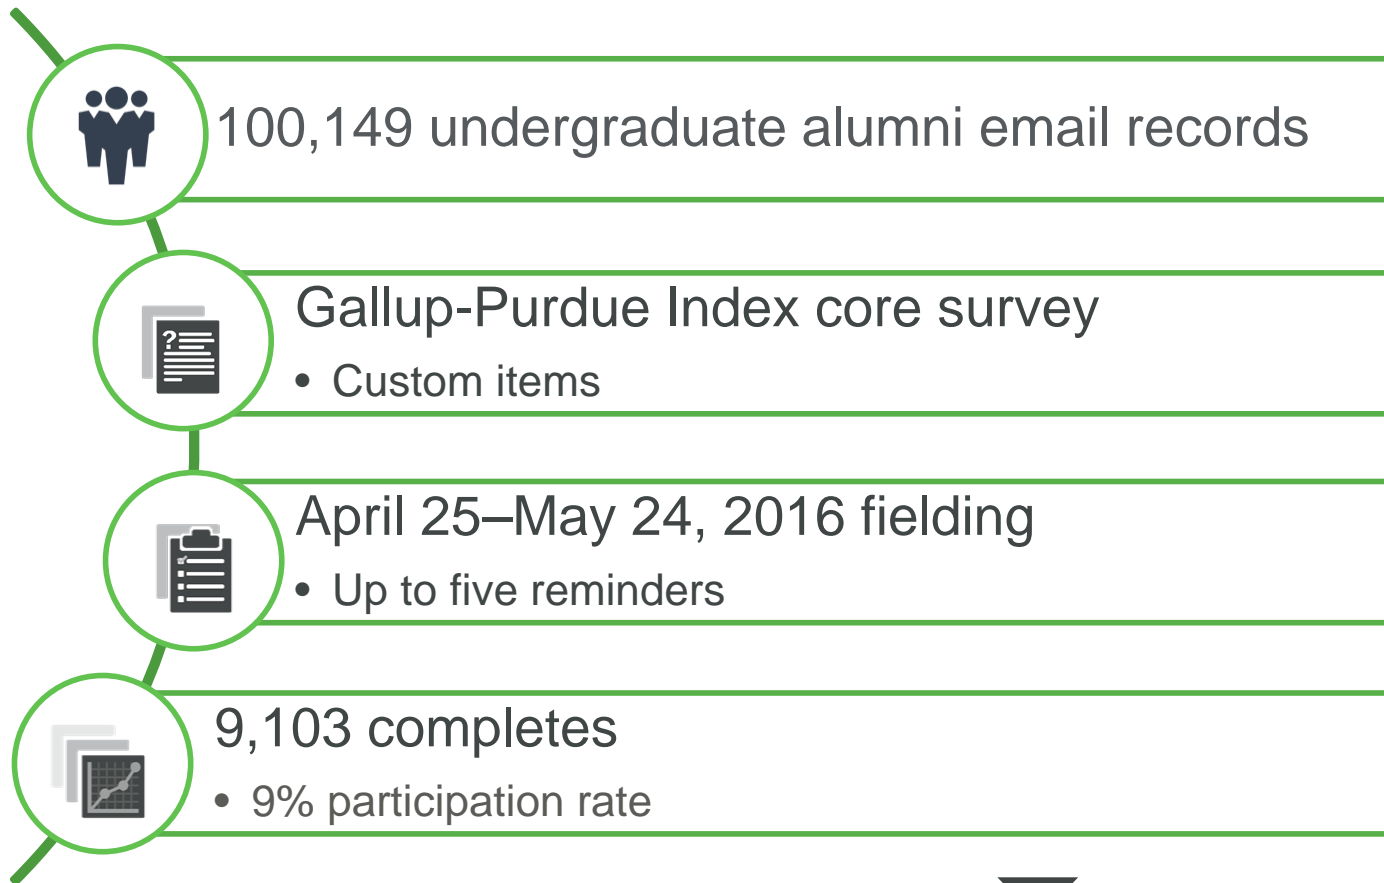 100,149 undergraduate alumni email records
Gallup-Purdue Index core survey
• Custom items
April 25–May 24, 2016 fielding
• Up to five reminders
9,103 completes
• 9% participation rate